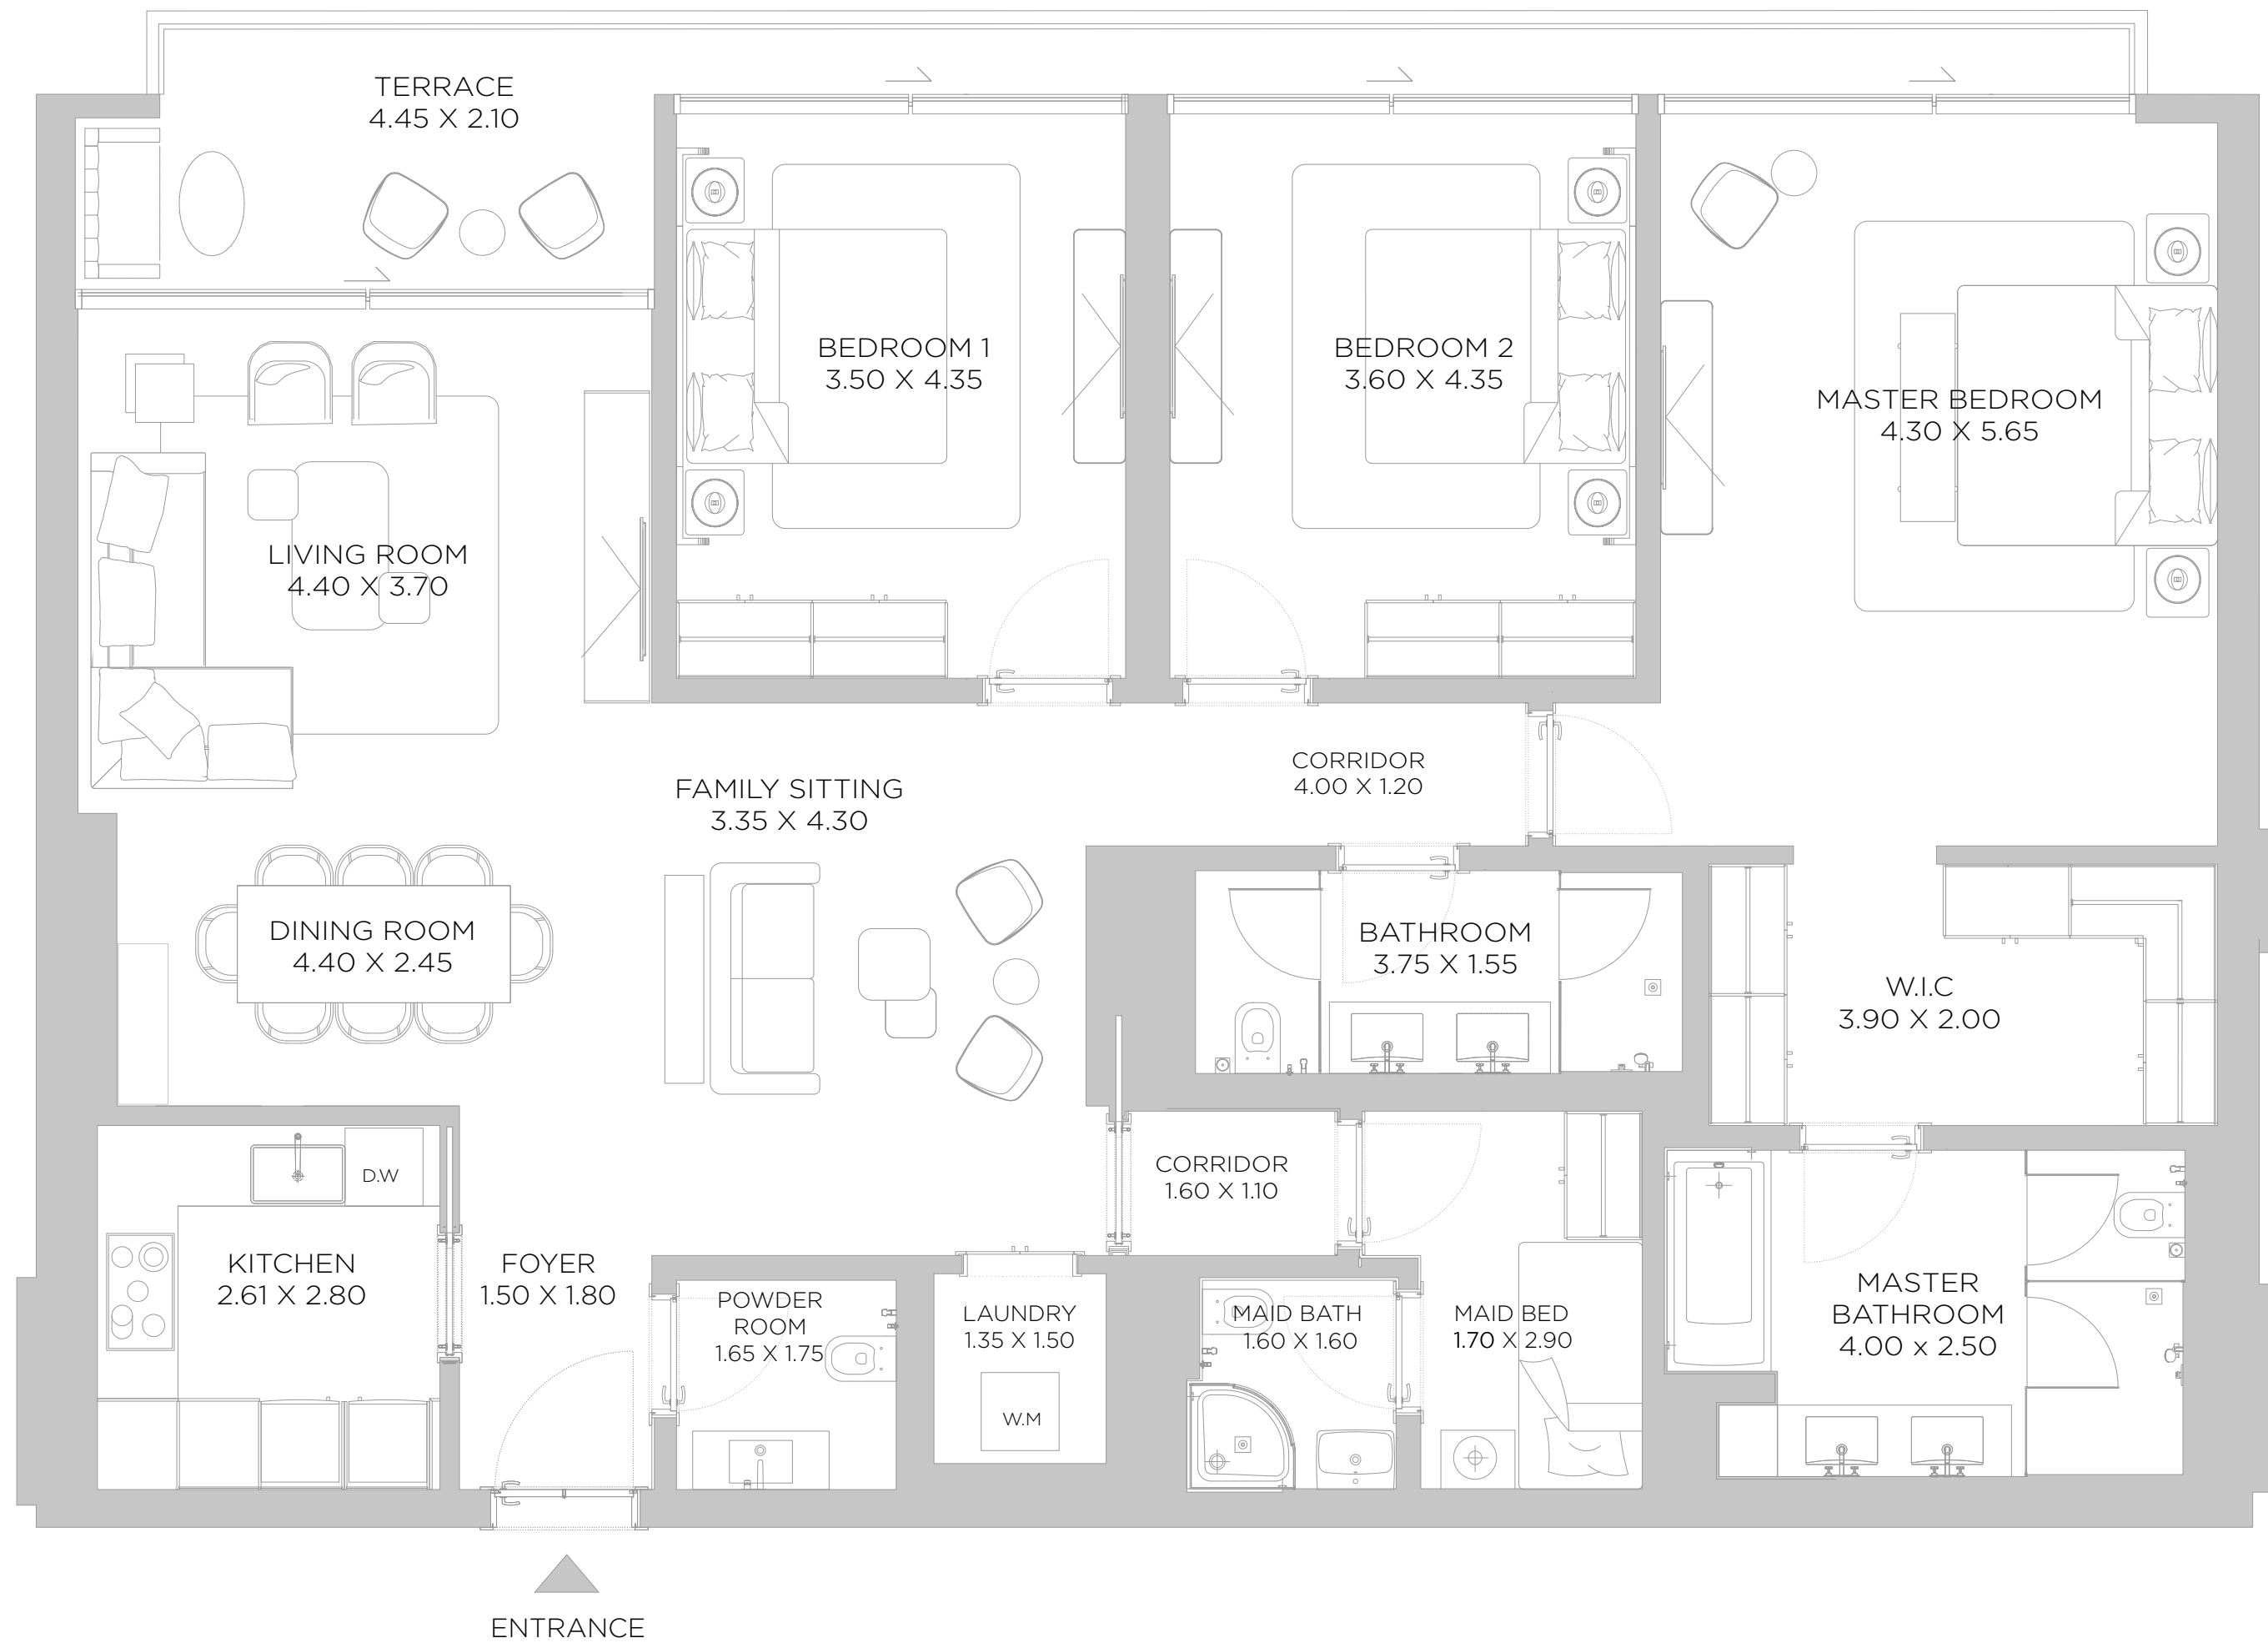 TERRACE
4.45 X 2.10
BEDROOM 1
3.50 X 4.35
BEDROOM 2
3.60 X 4.35
MASTER BEDROOM
4.30 X 5.65
LIVING ROOM
4.40 X 3.70
CORRIDOR
4.00 X 1.20
FAMILY SITTING
3.35 X 4.30
DINING ROOM
4.40 X 2.45
BATHROOM
3.75 X 1.55
W.I.C
3.90 X 2.00
D.W
CORRIDOR
1.60 X 1.10
KITCHEN
2.61 X 2.80
FOYER
1.50 X 1.80
POWDER
ROOM
1.65 X 1.75
LAUNDRY
1.35 X 1.50
W.M
MAID BATH
1.60 X 1.60
MAID BED
1.70 X 2.90
MASTER
BATHROOM
4.00 x 2.50
ENTRANCE